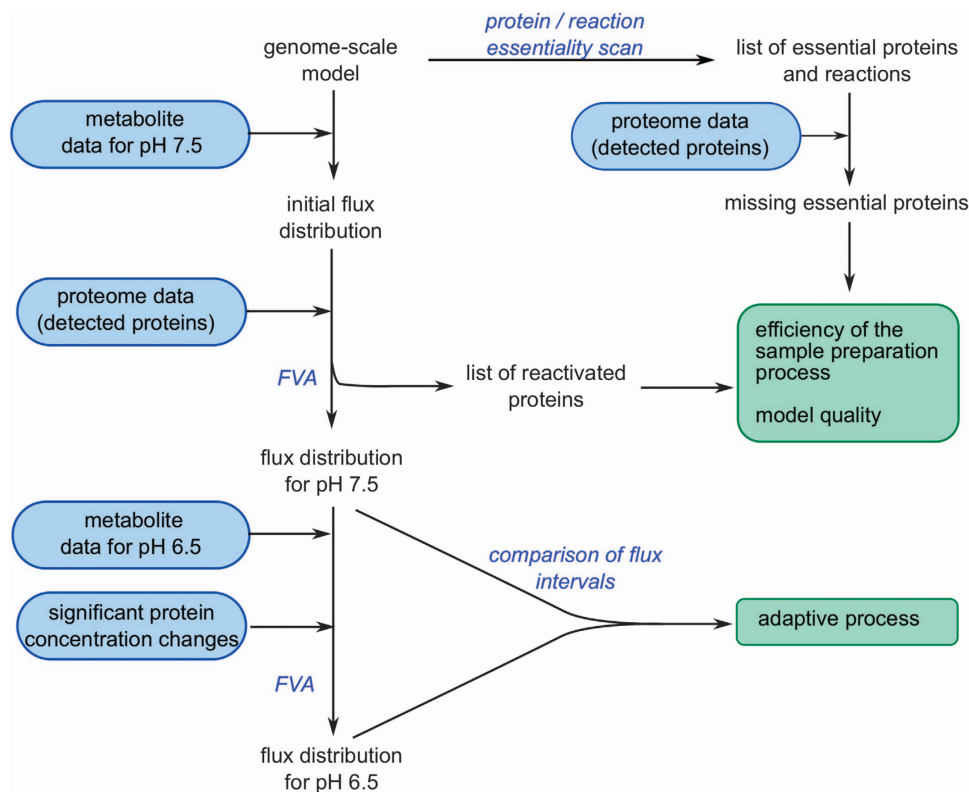 genome-scale
model
protein / reaction
essentiality scan
list of essential proteins
and reactions
metabolite
data for pH 7.5
proteome data
(detected proteins)
initial flux
distribution
missing essential proteins
proteome data
(detected proteins)
efficiency of the
sample preparation
process
model quality
FVA
list of reactivated
proteins
flux distribution
for pH 7.5
metabolite
data for pH 6.5
comparison of flux
intervals
significant protein
concentration changes
adaptive process
FVA
flux distribution
for pH 6.5